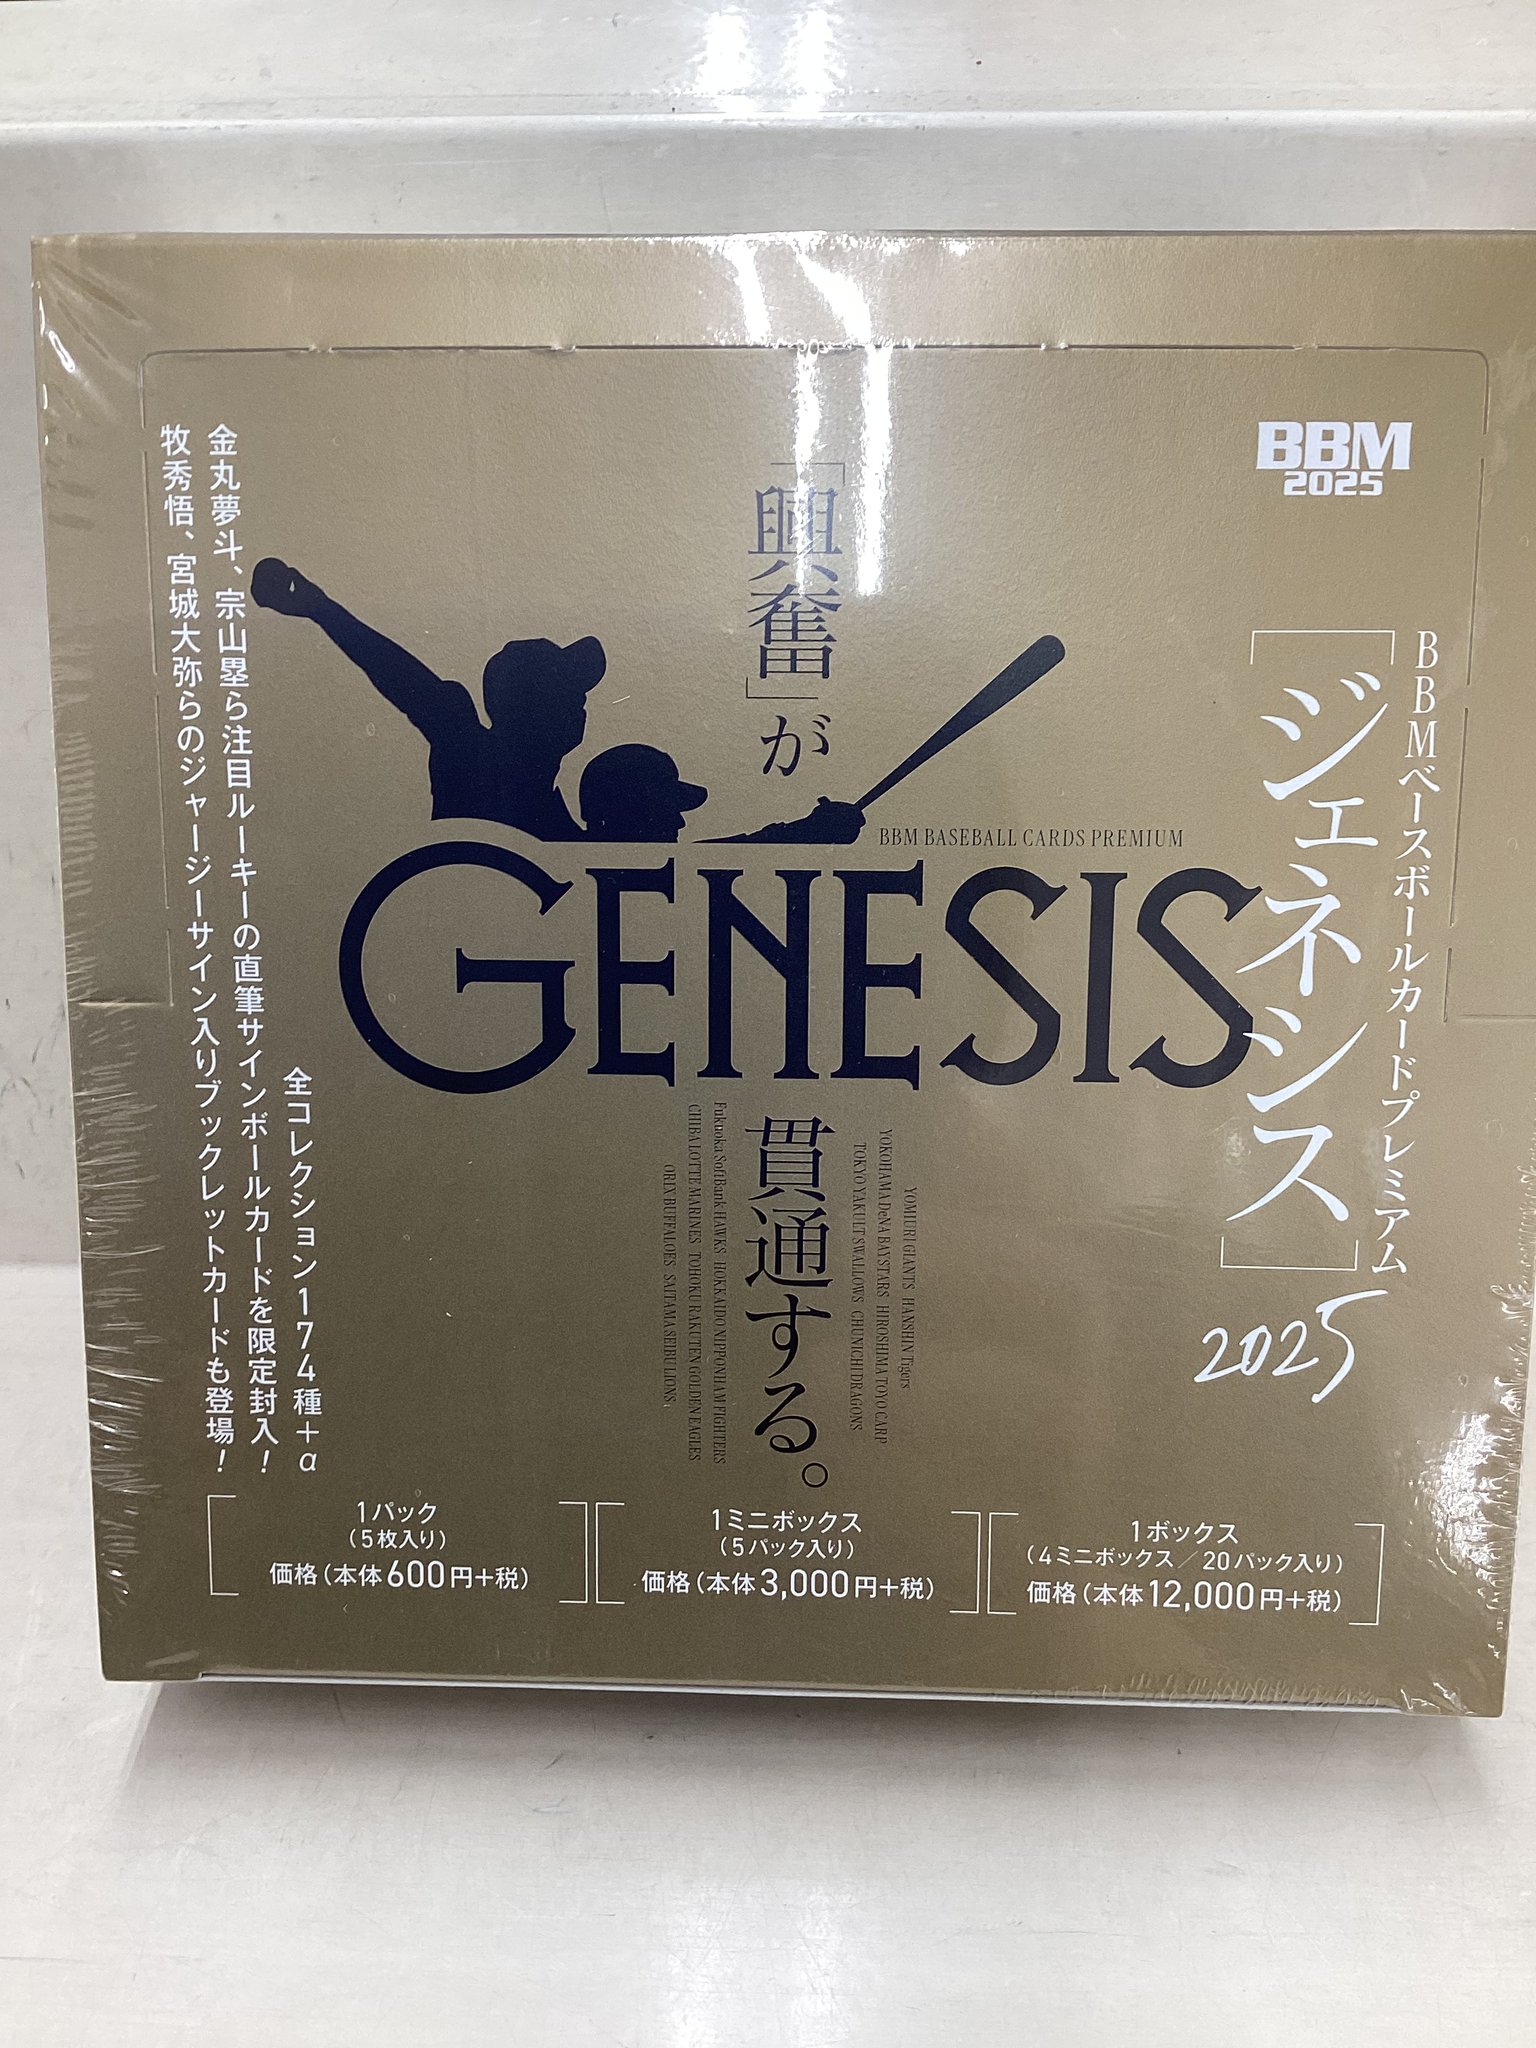 BBM
2025
BBMベースボールカードプレミアム
［ジェネシス］
2025
「興奮」が
BBM BASEBALL CARDS PREMIUM
GENESIS
貫通する。
YOMIURI GIANTS HANSHIN Tigers
YOKOHAMA DeNA BAYSTARS HIROSHIMA TOYO CARP
TOKYO YAKULT SWALLOWS CHUNICHI DRAGONS
Fukuoka SoftBank HAWKS HOKKAIDO NIPPONHAM FIGHTERS
CHIBA LOTTE MARINES TOHOKU RAKUTEN GOLDEN EAGLES
ORIX BUFFALOES SAITAMA SEIBU LIONS
全コレクション174種＋α
金丸夢斗、宗山塁ら注目ルーキーの直筆サインボールカードを限定封入！
牧秀悟、宮城大弥らのジャージーサイン入りブックレットカードも登場！
1パック
（5枚入り）
価格（本体600円+税）
1ミニボックス
（5パック入り）
価格（本体3,000円+税）
1ボックス
（4ミニボックス／20パック入り）
価格（本体12,000円+税）